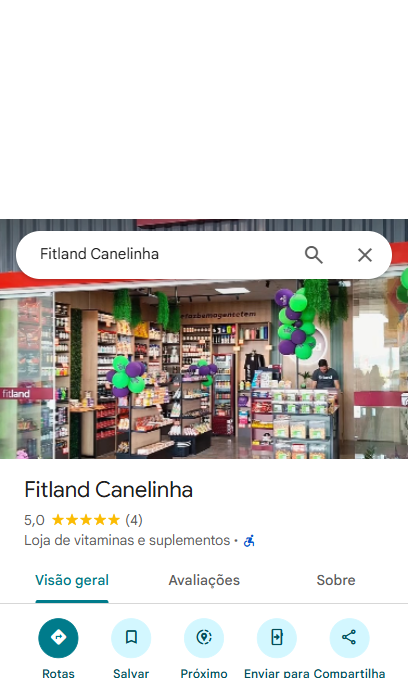 Fitland Canelinha
fitland
Fitland Canelinha
5,0 ★★★★★ (4)
Loja de vitaminas e suplementos ·
Visão geral Avaliações Sobre
Rotas Salvar Próximo Enviar para Compartilha